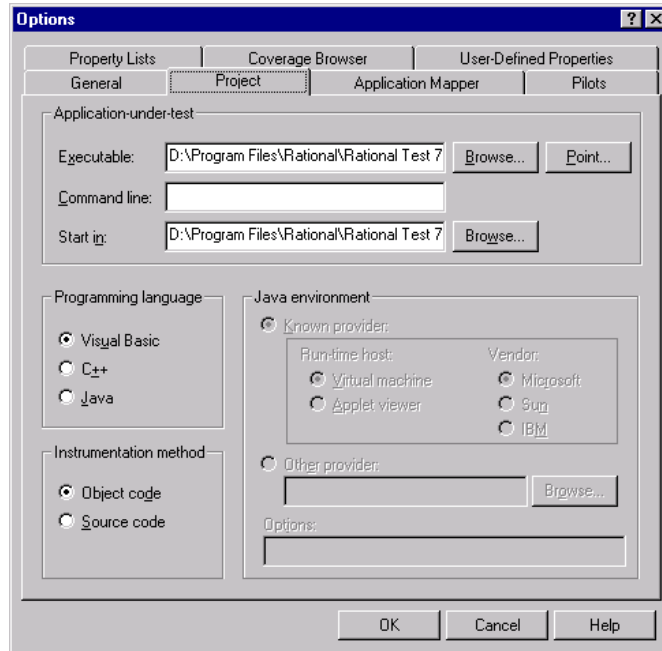 Options
Property Lists Coverage Browser User-Defined Properties
General Project Application Mapper Pilots
Application-under-test
Executable: D:\Program Files\Rational\Rational Test 7 Browse... Point...
Command line:
Start in: D:\Program Files\Rational\Rational Test 7 Browse...
Programming language
Visual Basic
C++
Java
Instrumentation method
Object code
Source code
Java environment
Known provider:
Run-time host: Vendor:
Virtual machine Microsoft
Applet viewer Sun
IBM
Other provider:
Browse...
Options:
OK Cancel Help